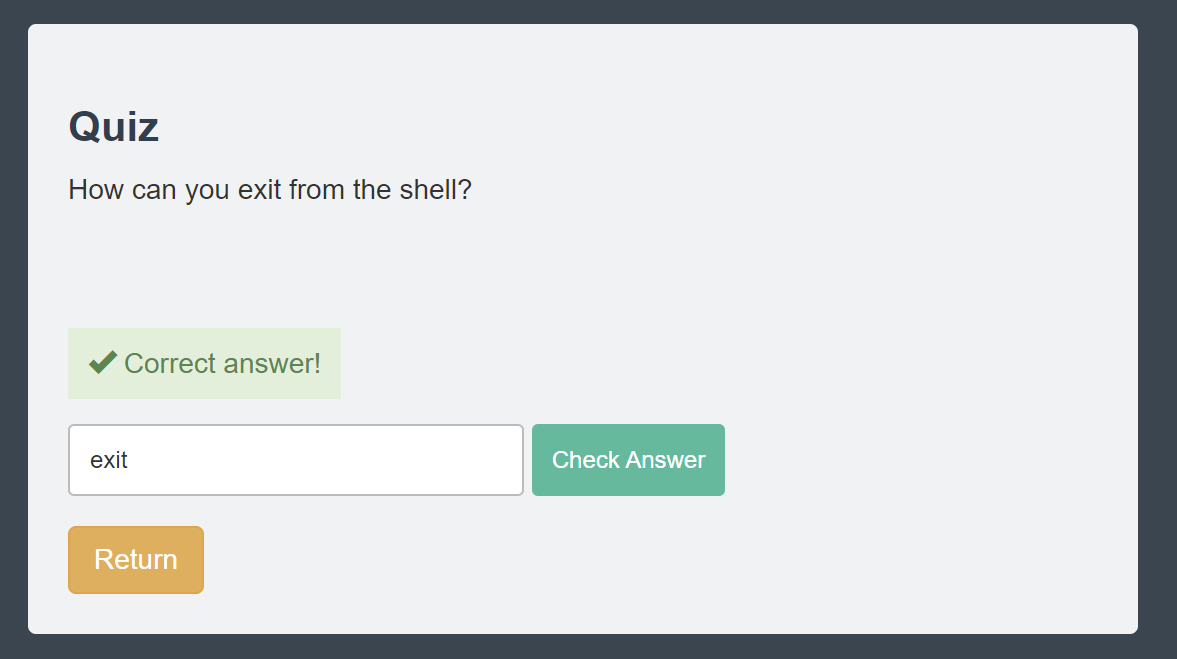 Quiz
How can you exit from the shell?
Correct answer!
exit
Check Answer
Return